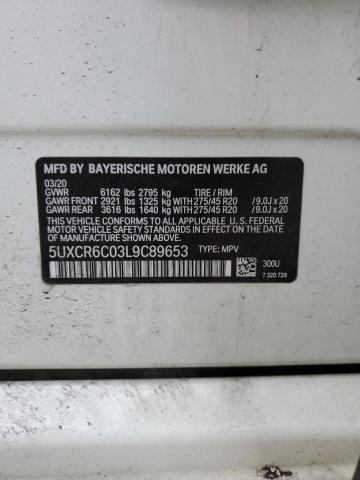 MFD BY BAYERISCHE MOTOREN WERKE AG
03/20
GVWR 6162 lbs 2795 kg TIRE / RIM
GAWR FRONT 2921 lbs 1325 kg WITH 275/45 R20 /9.0J x 20
GAWR REAR 3616 lbs 1640 kg WITH 275/45 R20 /9.0J x 20
THIS VEHICLE CONFORMS TO ALL APPLICABLE U. S. FEDERAL
MOTOR VEHICLE SAFETY STANDARDS IN EFFECT ON THE DATE
OF MANUFACTURE SHOWN ABOVE.
5UXCR6C03L9C89653 TYPE: MPV
300U
7 320 729